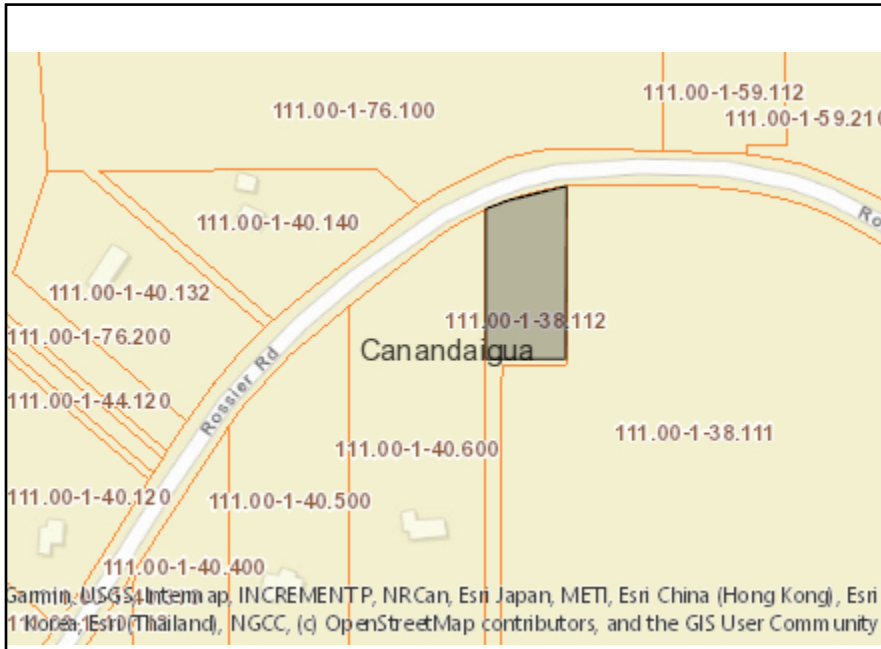 111.00-1-59.112
111.00-1-76.100
111.00-1-59.210
Ro
111.00-1-40.140
111.00-1-40.132
111.00-1-38.112
111.00-1-76.200
Canandaigua
Rossier Rd
111.00-1-44.120
111.00-1-38.111
111.00-1-40.600
111.00-1-40.120
111.00-1-40.500
111.00-1-40.400
Garmin, USGS, Intermap, INCREMENT P, NRCan, Esri Japan, METI, Esri China (Hong Kong), Esri
Korea, Esri (Thailand), NGCC, (c) OpenStreetMap contributors, and the GIS User Community